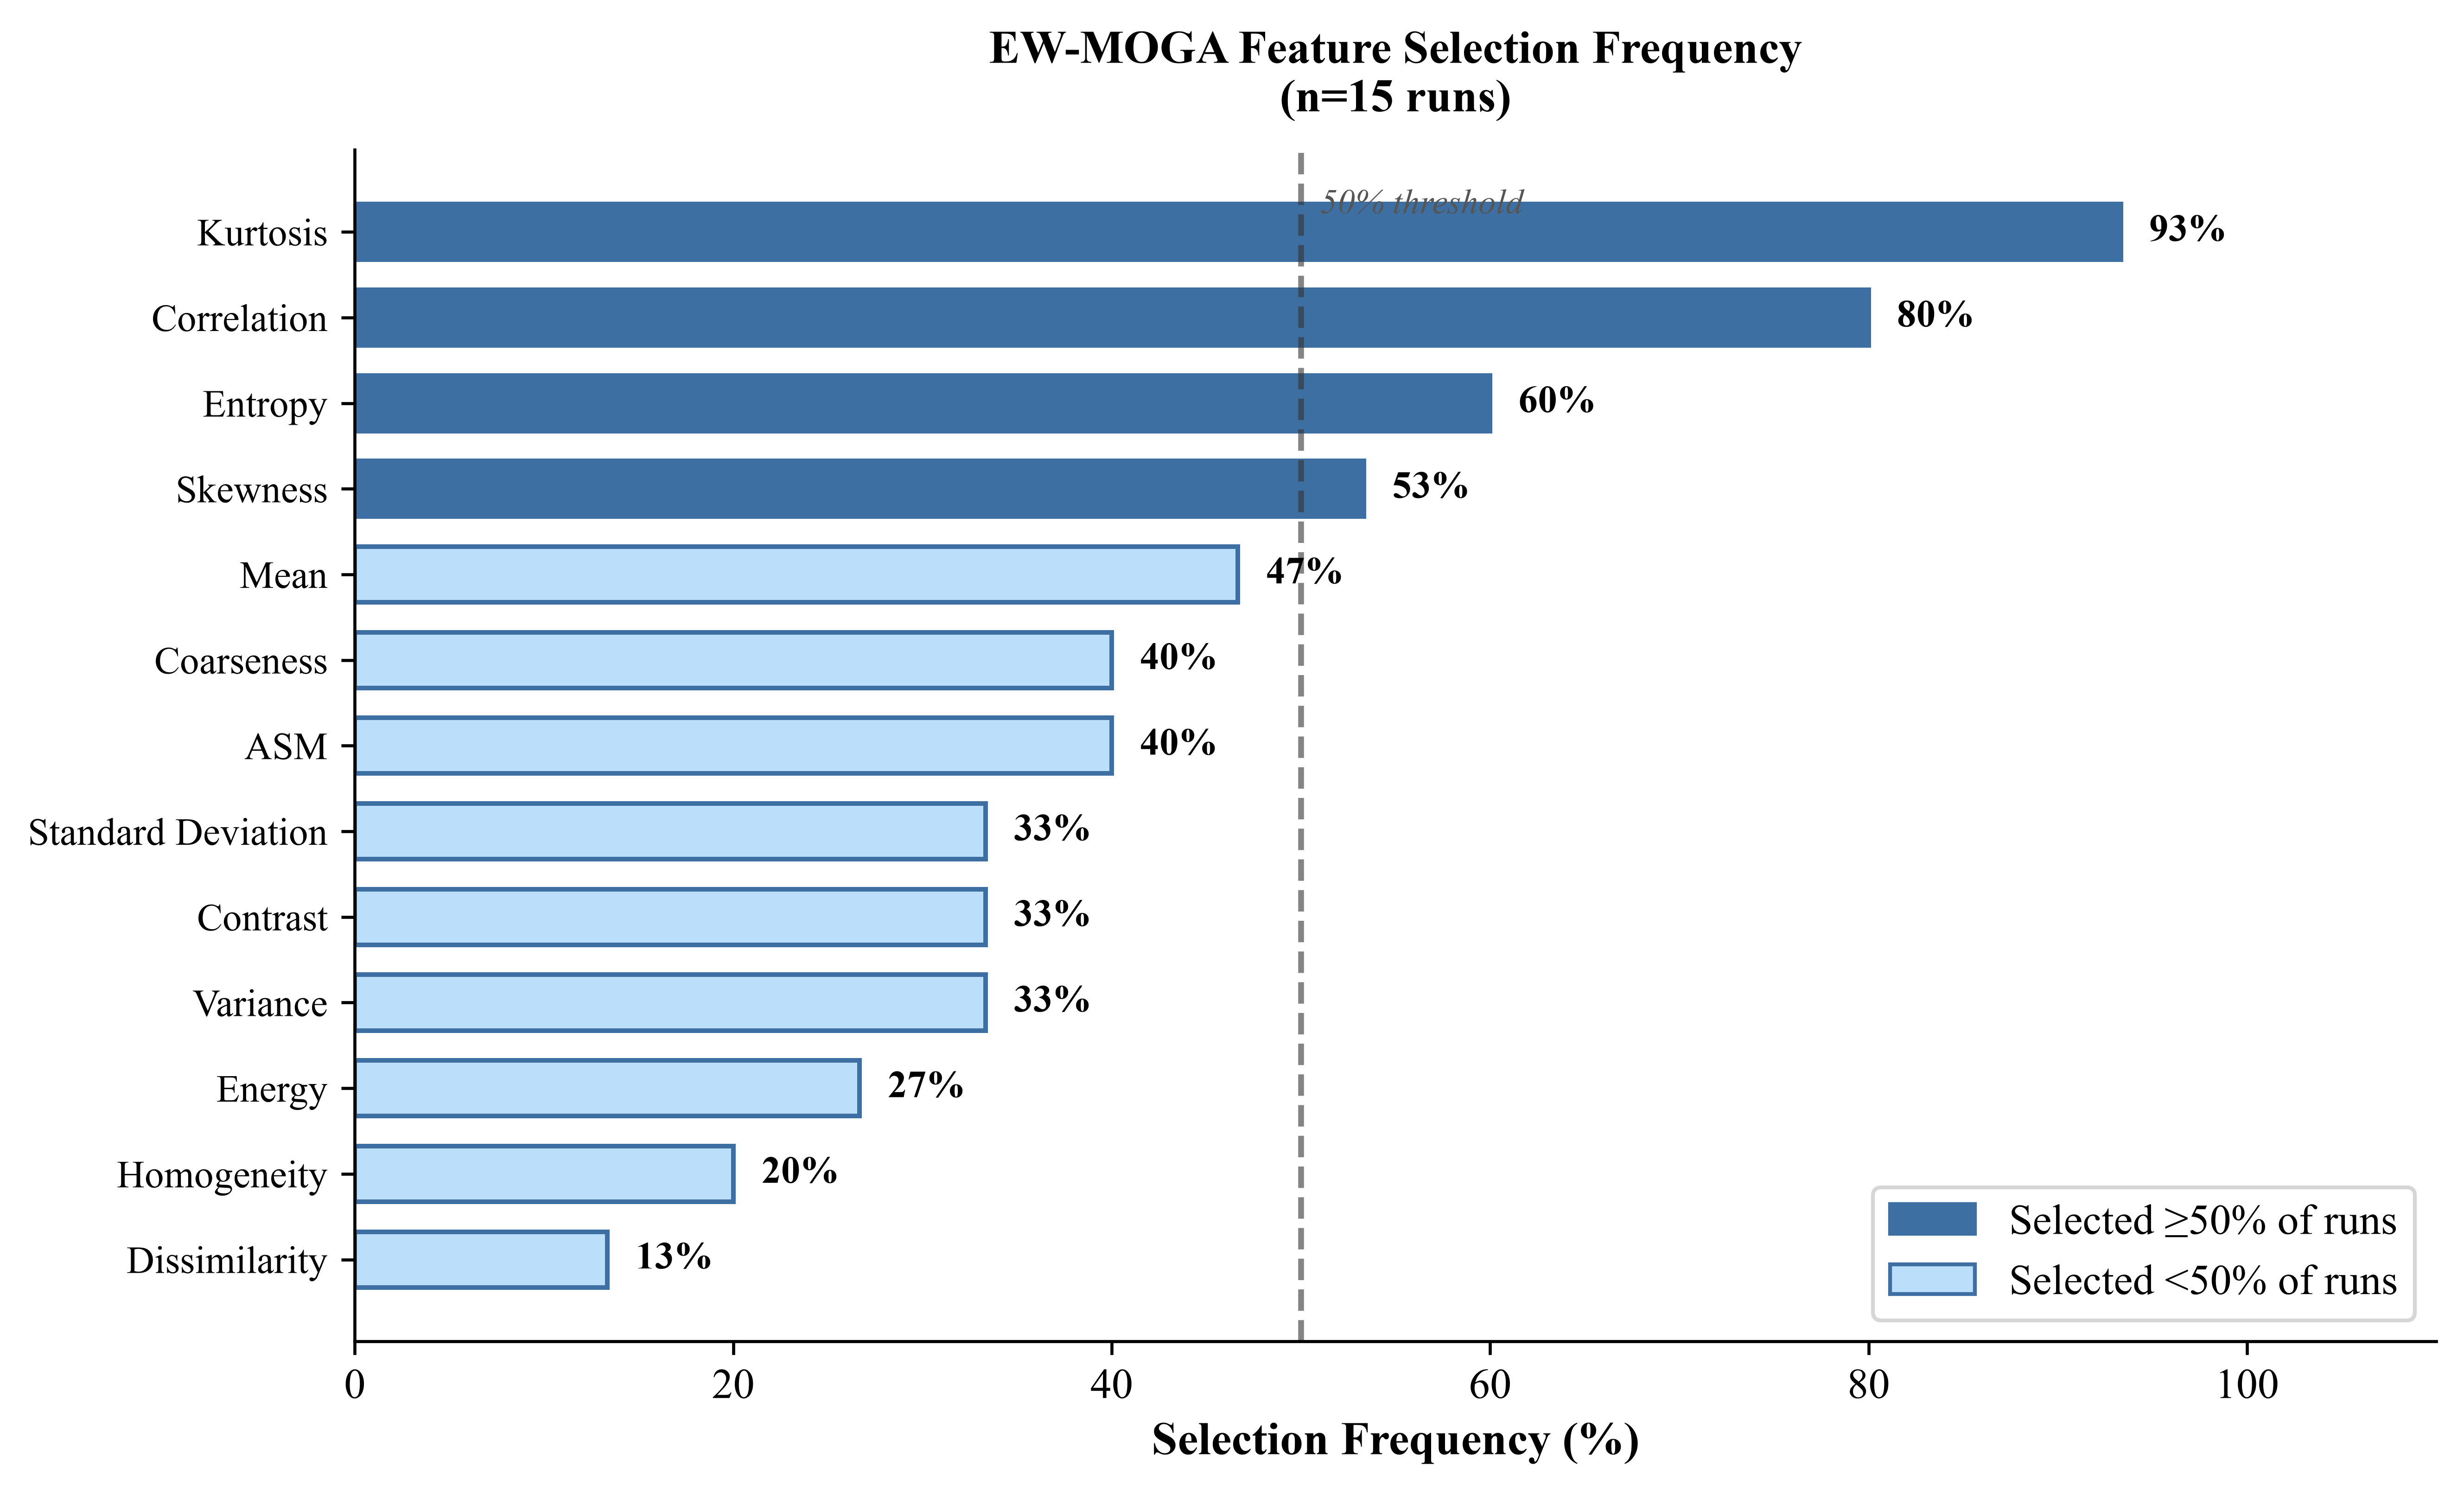 EW-MOGA Feature Selection Frequency
(n=15 runs)
50% threshold
Kurtosis 93%
Correlation 80%
Entropy 60%
Skewness 53%
Mean 47%
Coarseness 40%
ASM 40%
Standard Deviation 33%
Contrast 33%
Variance 33%
Energy 27%
Homogeneity 20%
Dissimilarity 13%
Selected ≥50% of runs
Selected <50% of runs
0 20 40 60 80 100
Selection Frequency (%)